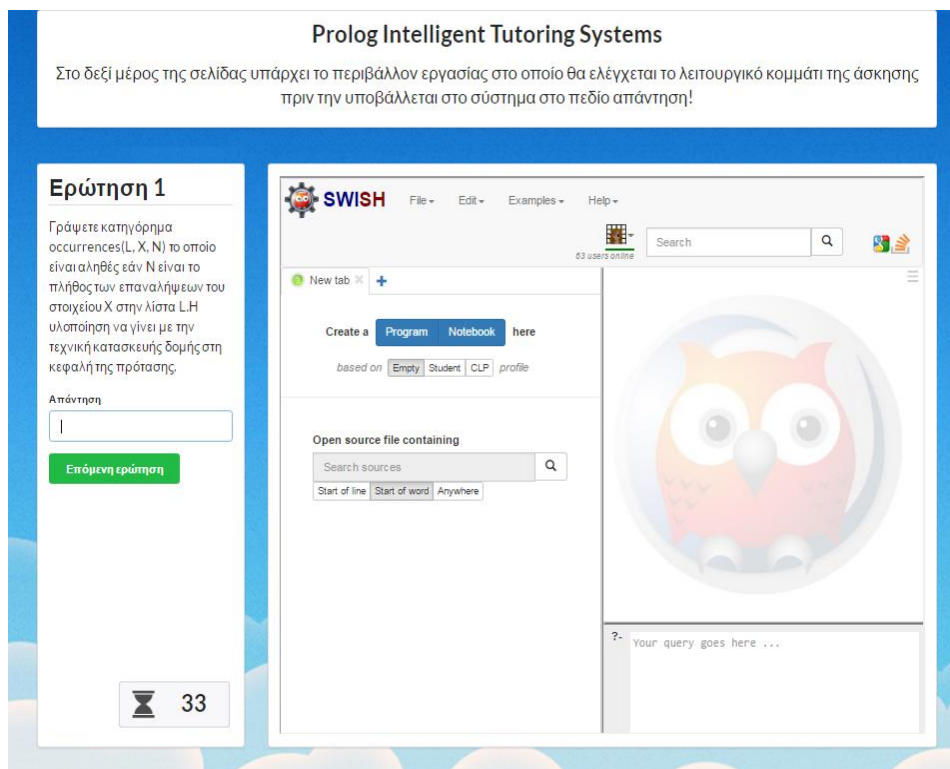 Prolog Intelligent Tutoring Systems
Στο δεξί μέρος της σελίδας υπάρχει το περιβάλλον εργασίας στο οποίο θα ελέγχεται το λειτουργικό κομμάτι της άσκησης
πριν την υποβάλλεται στο σύστημα στο πεδίο απάντηση!
Ερώτηση 1
Γράψετε κατηγόρημα
occurrences(L, X, N) το οποίο
είναι αληθές εάν N είναι το
πλήθος των επαναλήψεων του
στοιχείου X στην λίστα L.Η
υλοποίηση να γίνει με την
τεχνική κατασκευής δομής στη
κεφαλή της πρότασης.
Απάντηση
Επόμενη ερώτηση
33
SWISH File Edit Examples Help
63 users online
Search
New tab
Create a Program Notebook here
based on Empty Student CLP profile
Open source file containing
Search sources
Start of line Start of word Anywhere
?- Your query goes here ...